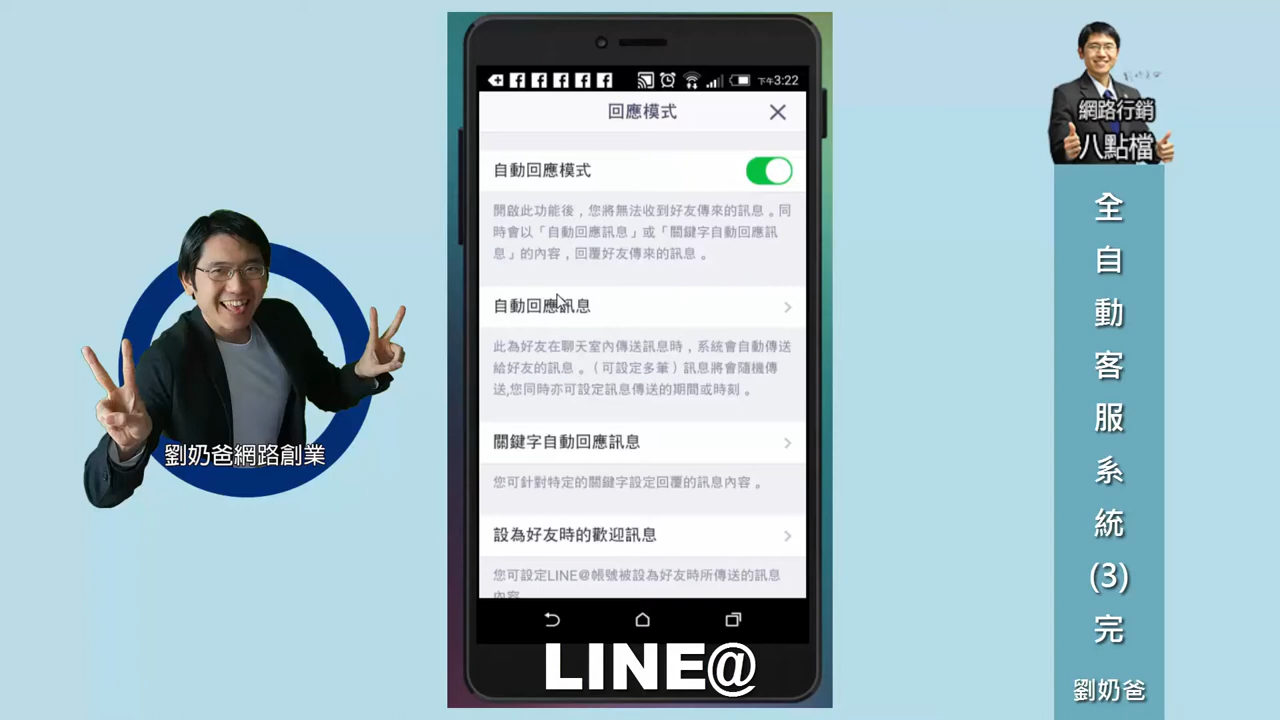 下午3:22
回應模式
自動回應模式
開啟此功能後，您將無法收到好友傳來的訊息。同
時會以「自動回應訊息」或「關鍵字自動回應訊
息」的內容，回覆好友傳來的訊息。
自動回應訊息
此為好友在聊天室內傳送訊息時，系統會自動傳送
給好友的訊息。（可設定多筆）訊息將會隨機傳
送,您同時亦可設定訊息傳送的期間或時刻。
關鍵字自動回應訊息
您可針對特定的關鍵字設定回覆的訊息內容。
設為好友時的歡迎訊息
您可設定LINE@帳號被設為好友時所傳送的訊息
內容
LINE@
劉奶爸網路創業
網路行銷
八點檔
全自動客服系統(3)完
劉奶爸